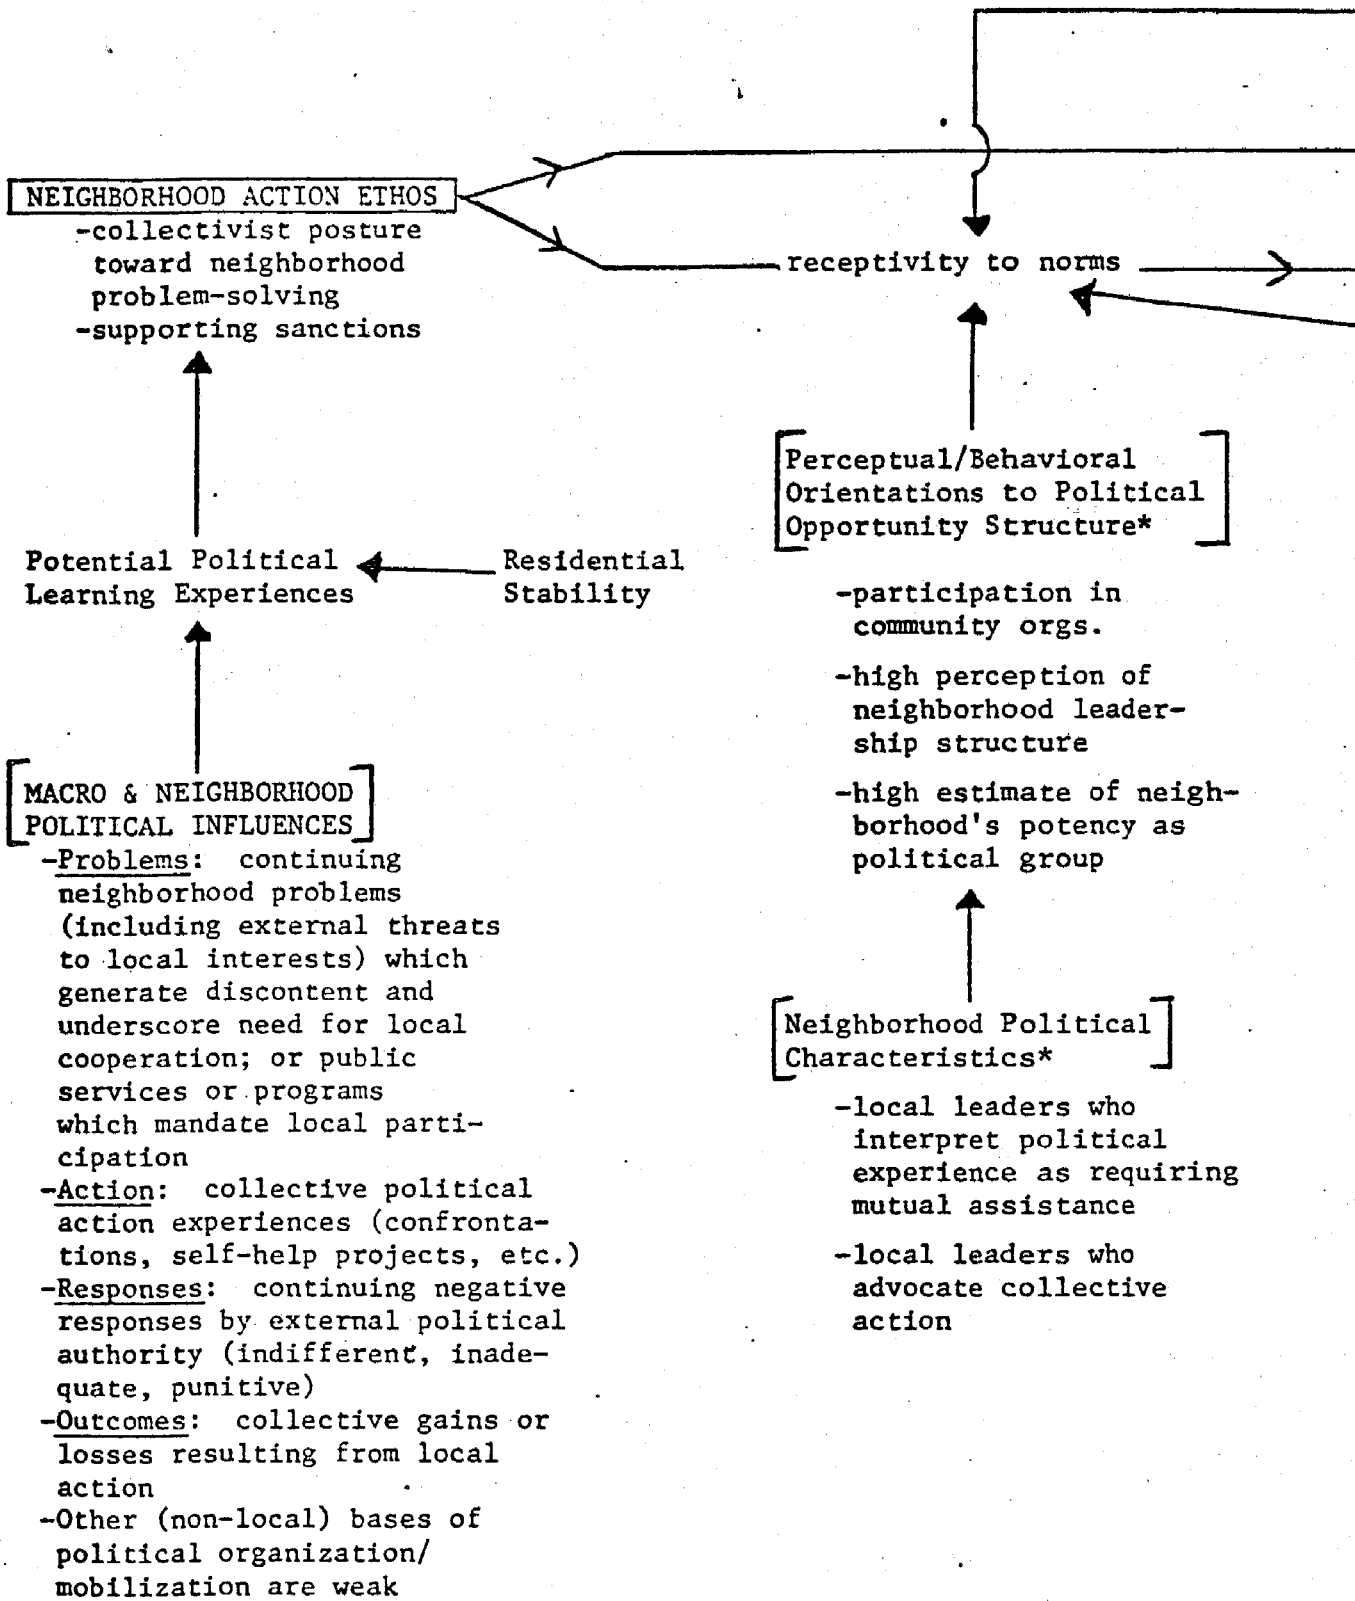 NEIGHBORHOOD ACTION ETHOS
-collectivist posture
toward neighborhood
problem-solving
-supporting sanctions
receptivity to norms
Potential Political
Learning Experiences
Residential
Stability
MACRO & NEIGHBORHOOD
POLITICAL INFLUENCES
-Problems: continuing
neighborhood problems
(including external threats
to local interests) which
generate discontent and
underscore need for local
cooperation; or public
services or programs
which mandate local parti-
cipation
-Action: collective political
action experiences (confronta-
tions, self-help projects, etc.)
-Responses: continuing negative
responses by external political
authority (indifferent, inade-
quate, punitive)
-Outcomes: collective gains or
losses resulting from local
action
-Other (non-local) bases of
political organization/
mobilization are weak
Perceptual/Behavioral
Orientations to Political
Opportunity Structure*
-participation in
community orgs.
-high perception of
neighborhood leader-
ship structure
-high estimate of neigh-
borhood's potency as
political group
Neighborhood Political
Characteristics*
-local leaders who
interpret political
experience as requiring
mutual assistance
-local leaders who
advocate collective
action